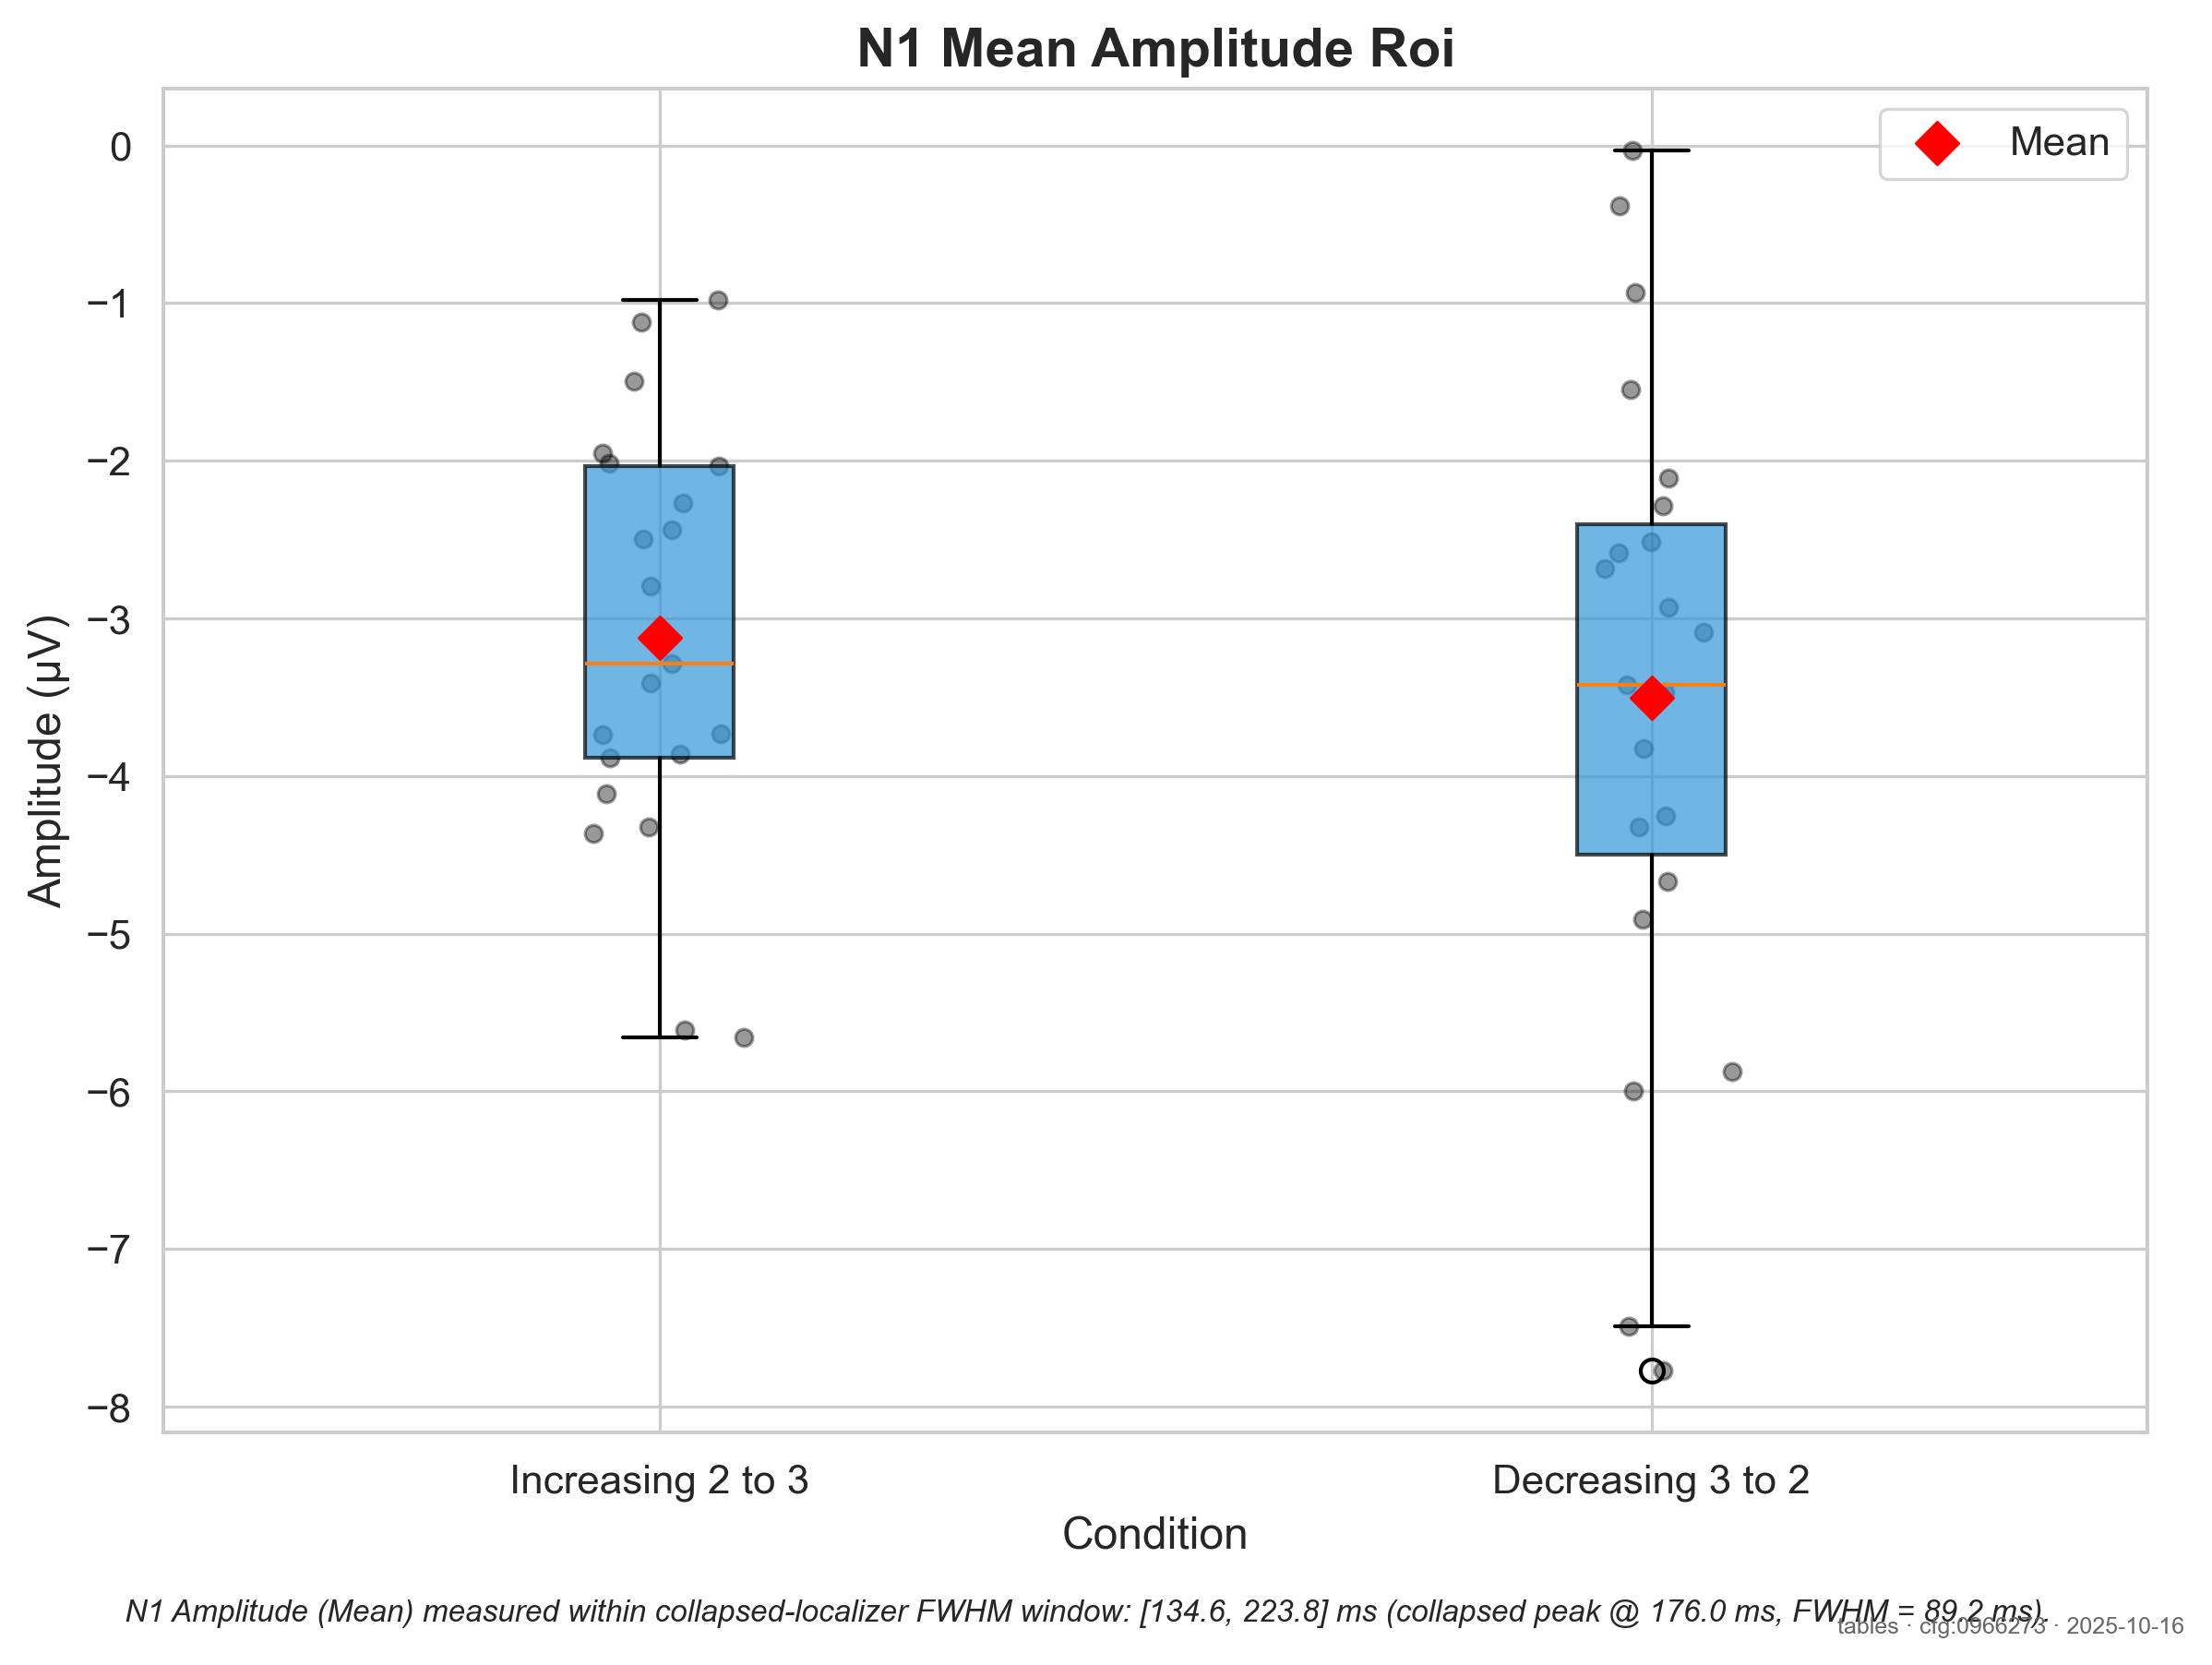 N1 Mean Amplitude Roi
Mean
0
−1
−2
−3
−4
−5
−6
−7
−8
Amplitude (µV)
Increasing 2 to 3
Decreasing 3 to 2
Condition
N1 Amplitude (Mean) measured within collapsed-localizer FWHM window: [134.6, 223.8] ms (collapsed peak @ 176.0 ms, FWHM = 89.2 ms).
tables · cfg:0966273 · 2025-10-16